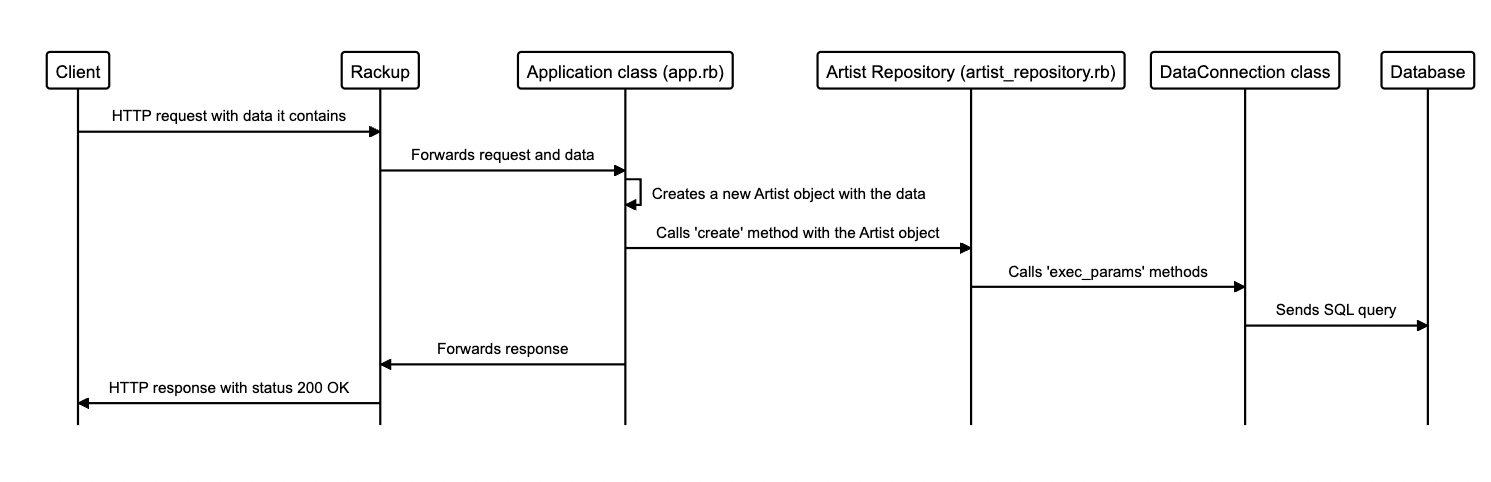 Client
Rackup
Application class (app.rb)
Artist Repository (artist_repository.rb)
DataConnection class
Database
HTTP request with data it contains
Forwards request and data
Creates a new Artist object with the data
Calls 'create' method with the Artist object
Calls 'exec_params' methods
Sends SQL query
Forwards response
HTTP response with status 200 OK